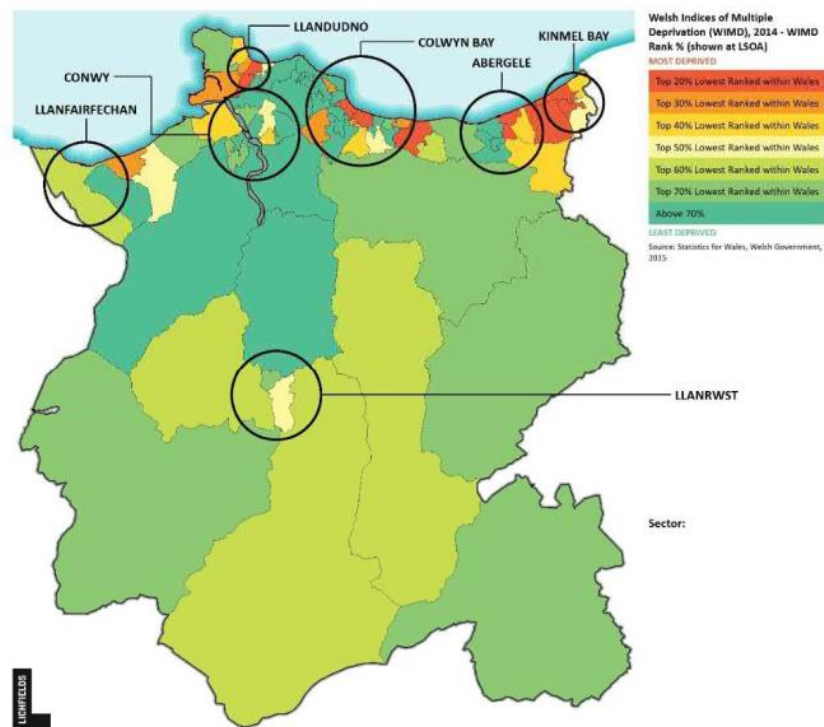 LLANDUDNO
COLWYN BAY
KINMEL BAY
ABERGELE
CONWY
LLANFAIRFECHAN
LLANRWST
Welsh Indices of Multiple
Deprivation (WIMD), 2014 - WIMD
Rank % (shown at LSOA)
MOST DEPRIVED
Top 20% Lowest Ranked within Wales
Top 30% Lowest Ranked within Wales
Top 40% Lowest Ranked within Wales
Top 50% Lowest Ranked within Wales
Top 60% Lowest Ranked within Wales
Top 70% Lowest Ranked within Wales
Above 70%
LEAST DEPRIVED
Source: Statistics for Wales, Welsh Government,
2015
Sector:
LICHFIELDS